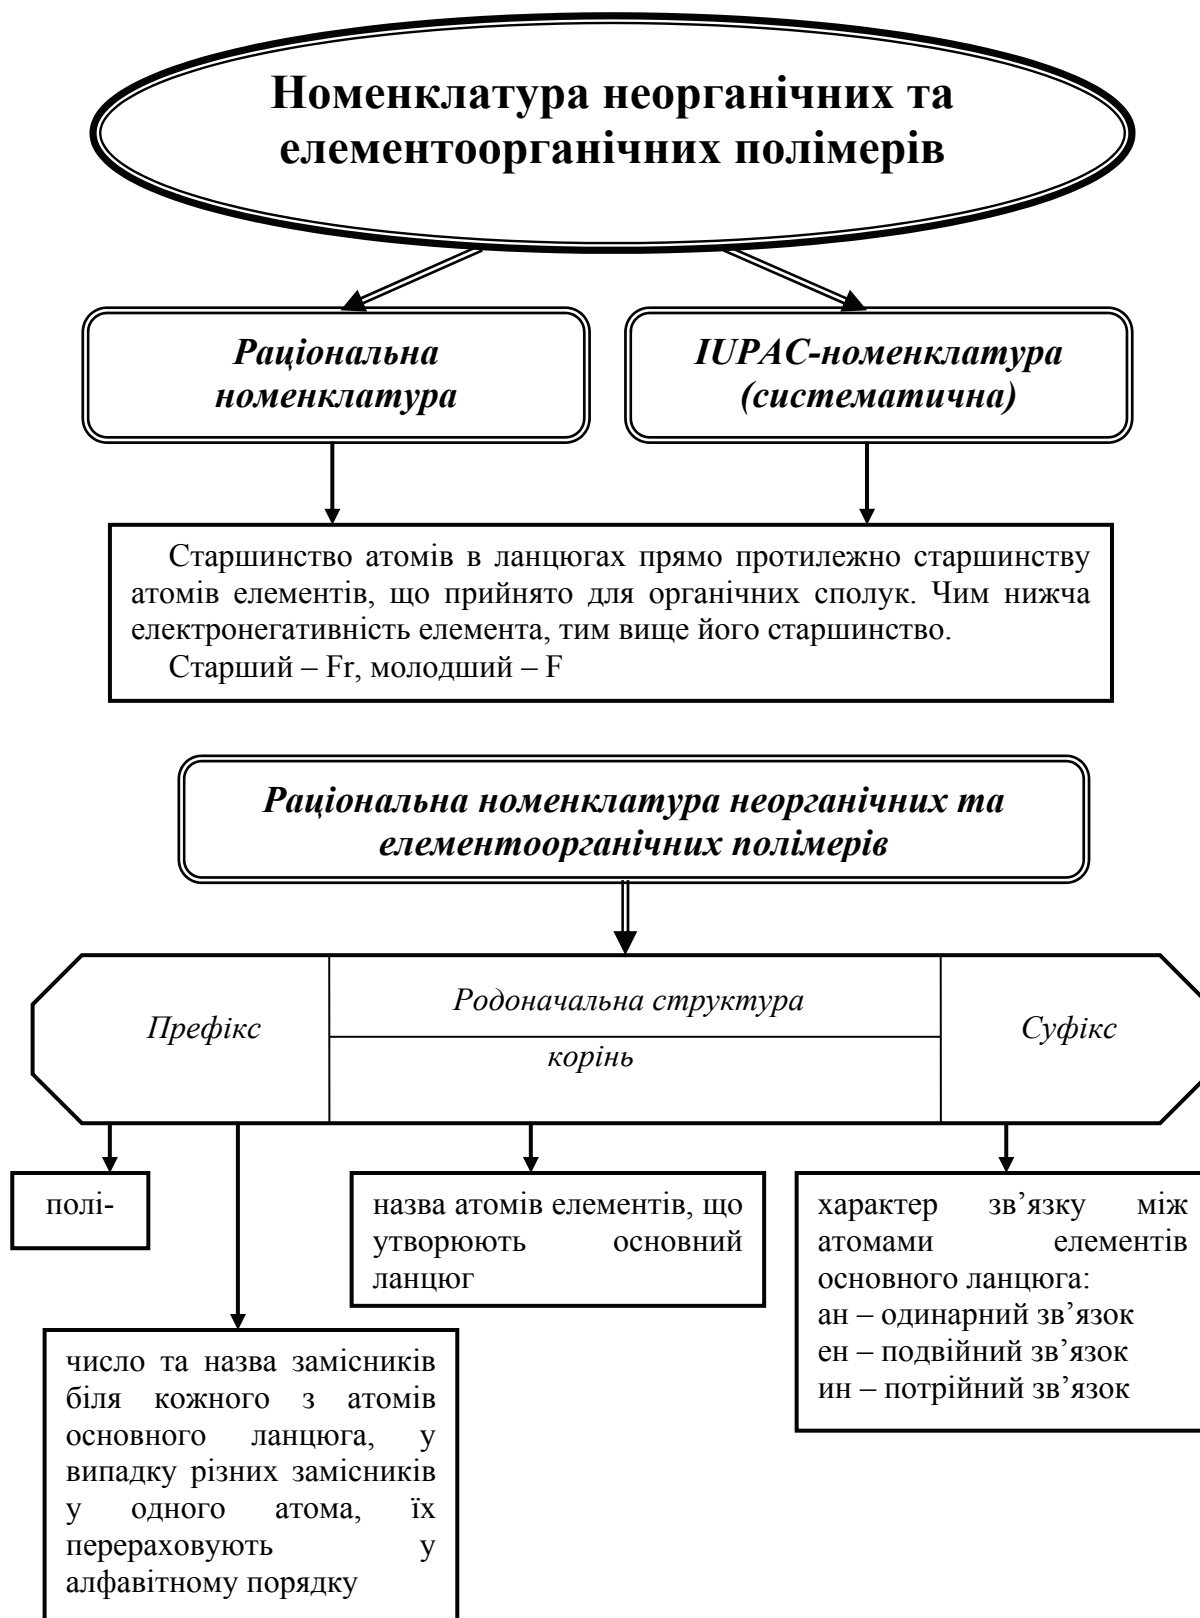 Номенклатура неорганічних та
елементоорганічних полімерів
Раціональна
номенклатура
IUPAC-номенклатура
(систематична)
Старшинство атомів в ланцюгах прямо протилежно старшинству
атомів елементів, що прийнято для органічних сполук. Чим нижча
електронегативність елемента, тим вище його старшинство.
Старший – Fr, молодший – F
Раціональна номенклатура неорганічних та
елементоорганічних полімерів
Префікс
Родоначальна структура
корінь
Суфікс
полі-
число та назва замісників
біля кожного з атомів
основного ланцюга, у
випадку різних замісників
у одного атома, їх
перераховують у
алфавітному порядку
назва атомів елементів, що
утворюють основний
ланцюг
характер зв’язку між
атомами елементів
основного ланцюга:
ан – одинарний зв’язок
ен – подвійний зв’язок
ин – потрійний зв’язок